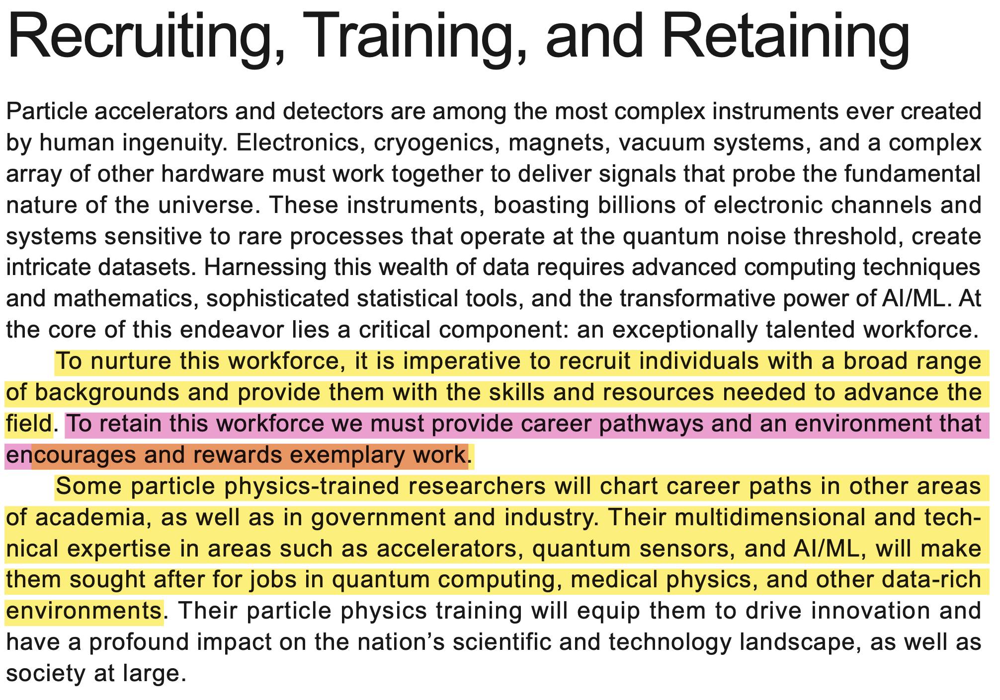 Recruiting, Training, and Retaining
Particle accelerators and detectors are among the most complex instruments ever created
by human ingenuity. Electronics, cryogenics, magnets, vacuum systems, and a complex
array of other hardware must work together to deliver signals that probe the fundamental
nature of the universe. These instruments, boasting billions of electronic channels and
systems sensitive to rare processes that operate at the quantum noise threshold, create
intricate datasets. Harnessing this wealth of data requires advanced computing techniques
and mathematics, sophisticated statistical tools, and the transformative power of AI/ML. At
the core of this endeavor lies a critical component: an exceptionally talented workforce.
To nurture this workforce, it is imperative to recruit individuals with a broad range
of backgrounds and provide them with the skills and resources needed to advance the
field. To retain this workforce we must provide career pathways and an environment that
encourages and rewards exemplary work.
Some particle physics-trained researchers will chart career paths in other areas
of academia, as well as in government and industry. Their multidimensional and tech-
nical expertise in areas such as accelerators, quantum sensors, and AI/ML, will make
them sought after for jobs in quantum computing, medical physics, and other data-rich
environments. Their particle physics training will equip them to drive innovation and
have a profound impact on the nation’s scientific and technology landscape, as well as
society at large.